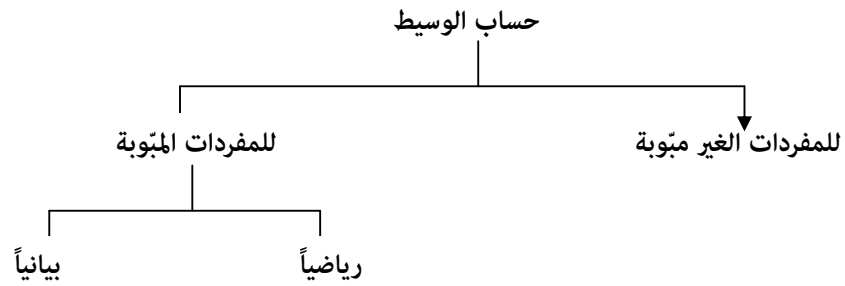 حساب الوسيط
للمفردات الغير مبّوبة
للمفردات المبّوبة
رياضياً
بيانياً